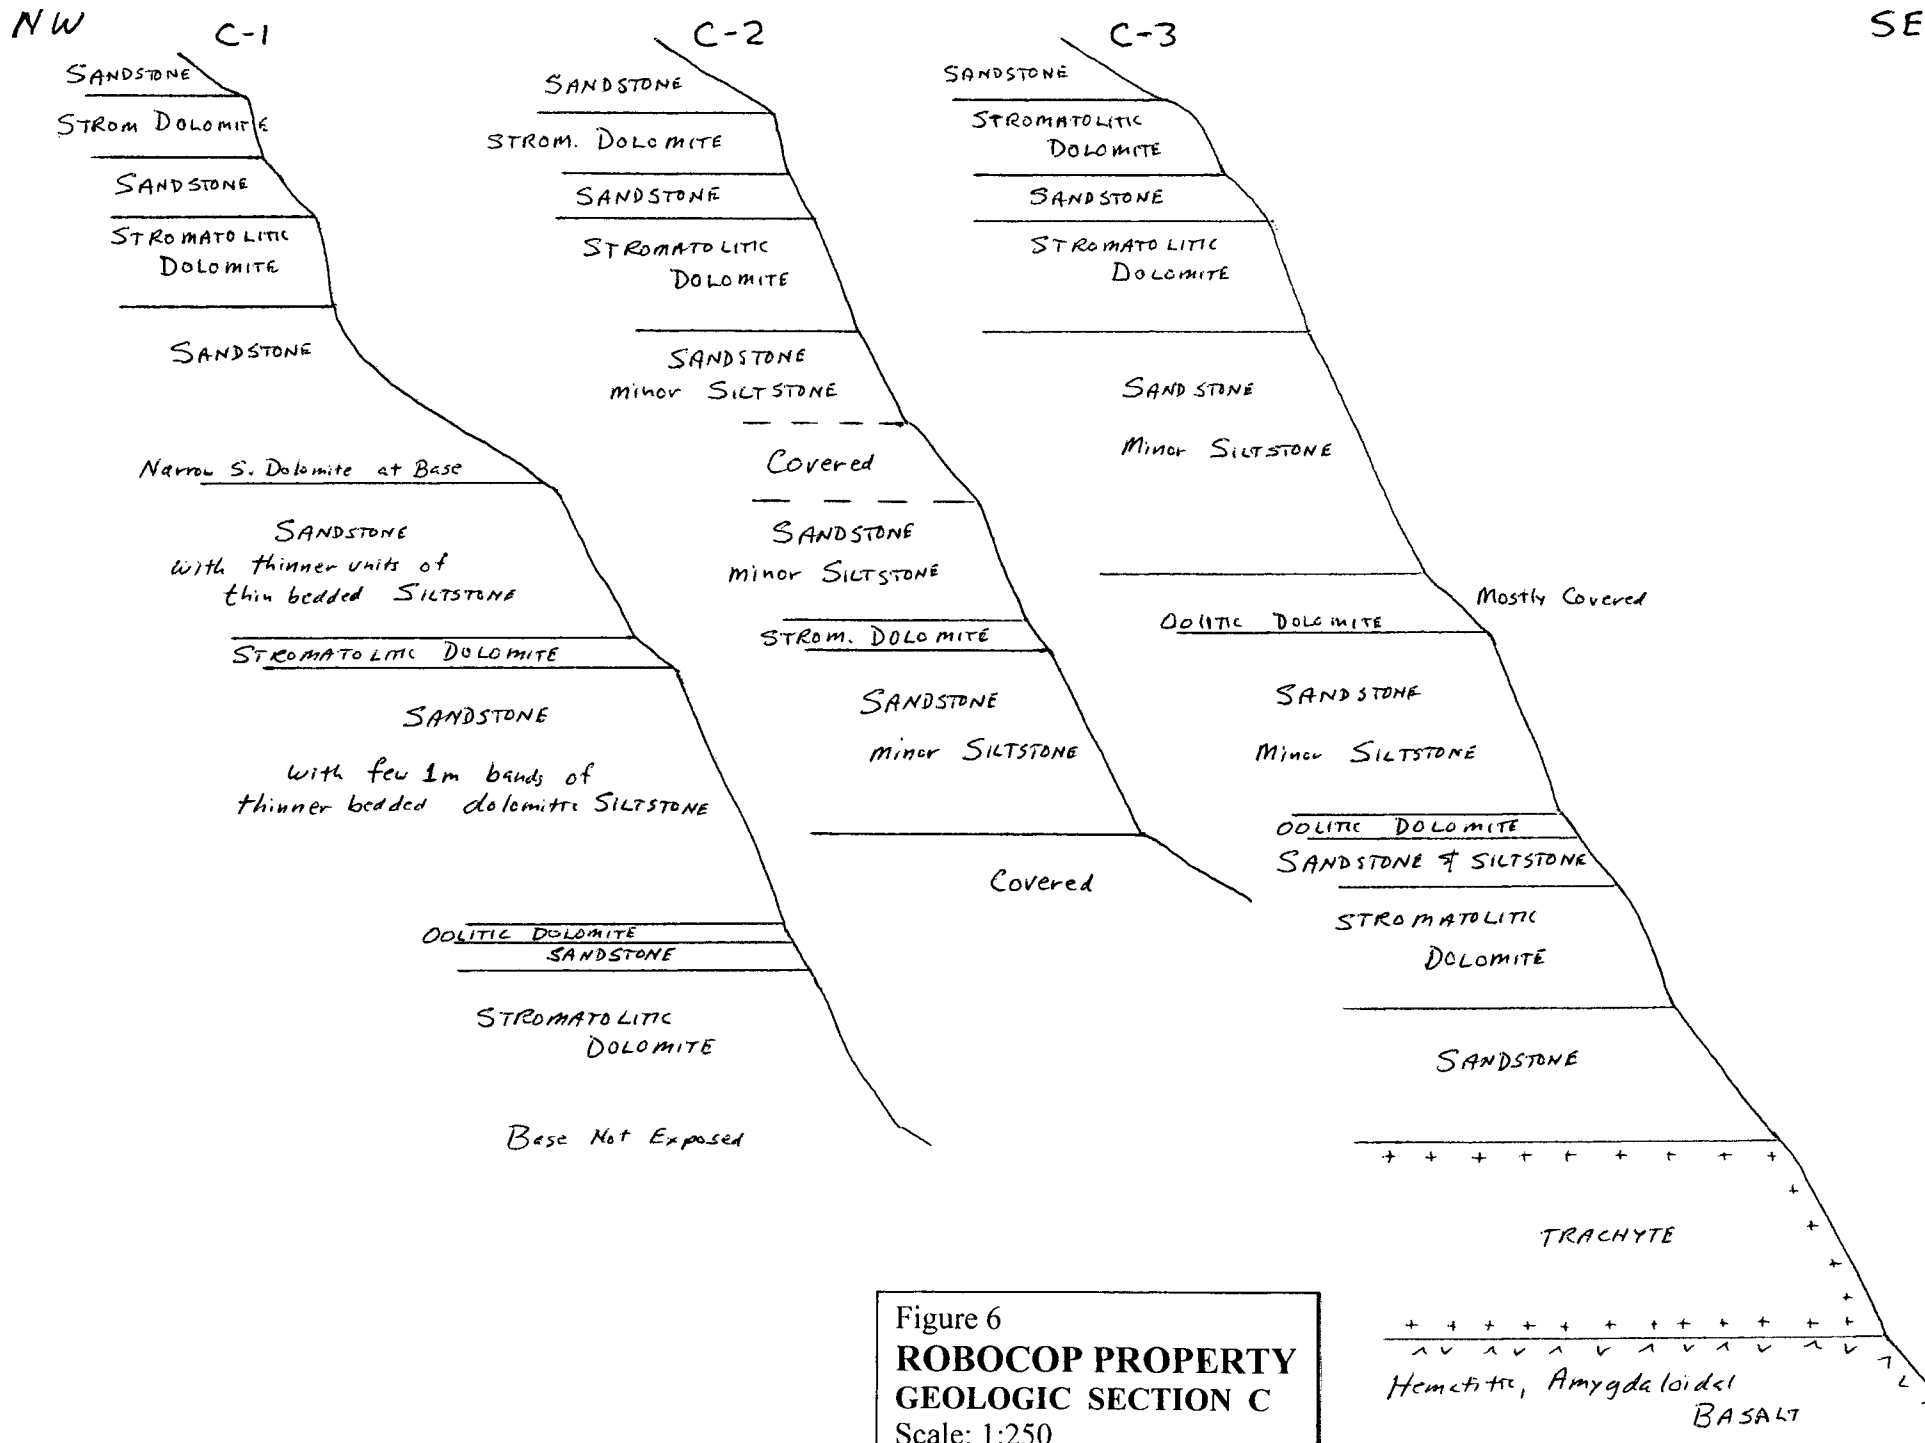 NW
SE
C-1
SANDSTONE
STROM DOLOMITE
SANDSTONE
STROMATOLITIC
DOLOMITE
SANDSTONE
Narrow S. Dolomite at Base
SANDSTONE
with thinner units of
thin bedded SILTSTONE
STROMATOLITIC DOLOMITE
SANDSTONE
with few 1m bands of
thinner bedded dolomitic SILTSTONE
OOLITIC DOLOMITE
SANDSTONE
STROMATOLITIC
DOLOMITE
Base Not Exposed
C-2
SANDSTONE
STROM. DOLOMITE
SANDSTONE
STROMATOLITIC
DOLOMITE
SANDSTONE
minor SILTSTONE
Covered
SANDSTONE
minor SILTSTONE
STROM. DOLOMITE
SANDSTONE
minor SILTSTONE
Covered
C-3
SANDSTONE
STROMATOLITIC
DOLOMITE
SANDSTONE
STROMATOLITIC
DOLOMITE
SANDSTONE
Minor SILTSTONE
Mostly Covered
OOLITIC DOLOMITE
SANDSTONE
Minor SILTSTONE
OOLITIC DOLOMITE
SANDSTONE & SILTSTONE
STROMATOLITIC
DOLOMITE
SANDSTONE
TRACHYTE
Hematitic, Amygdaloidal
BASALT
Figure 6
ROBOCOP PROPERTY
GEOLOGIC SECTION C
Scale: 1:250